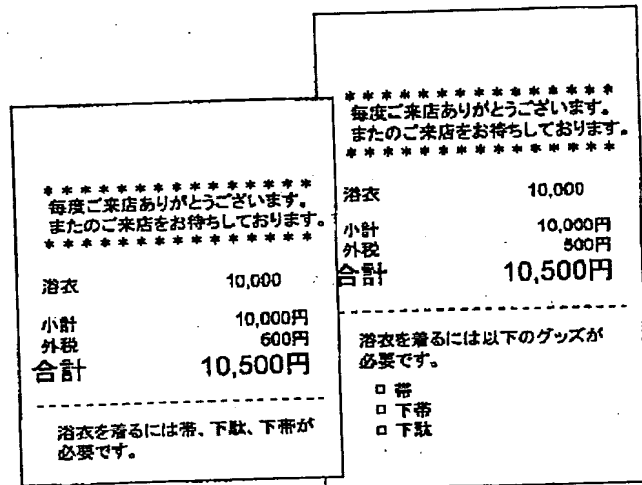 * * * * * * * * * * * * * * *
毎度ご来店ありがとうございます。
またのご来店をお待ちしております。
* * * * * * * * * * * * * * *
浴衣 10,000
小計 10,000円
外税 500円
合計 10,500円
浴衣を着るには帯、下駄、下帯が
必要です。
* * * * * * * * * * * * * * *
毎度ご来店ありがとうございます。
またのご来店をお待ちしております。
* * * * * * * * * * * * * * *
浴衣 10,000
小計 10,000円
外税 500円
合計 10,500円
浴衣を着るには以下のグッズが
必要です。
□ 帯
□ 下帯
□ 下駄